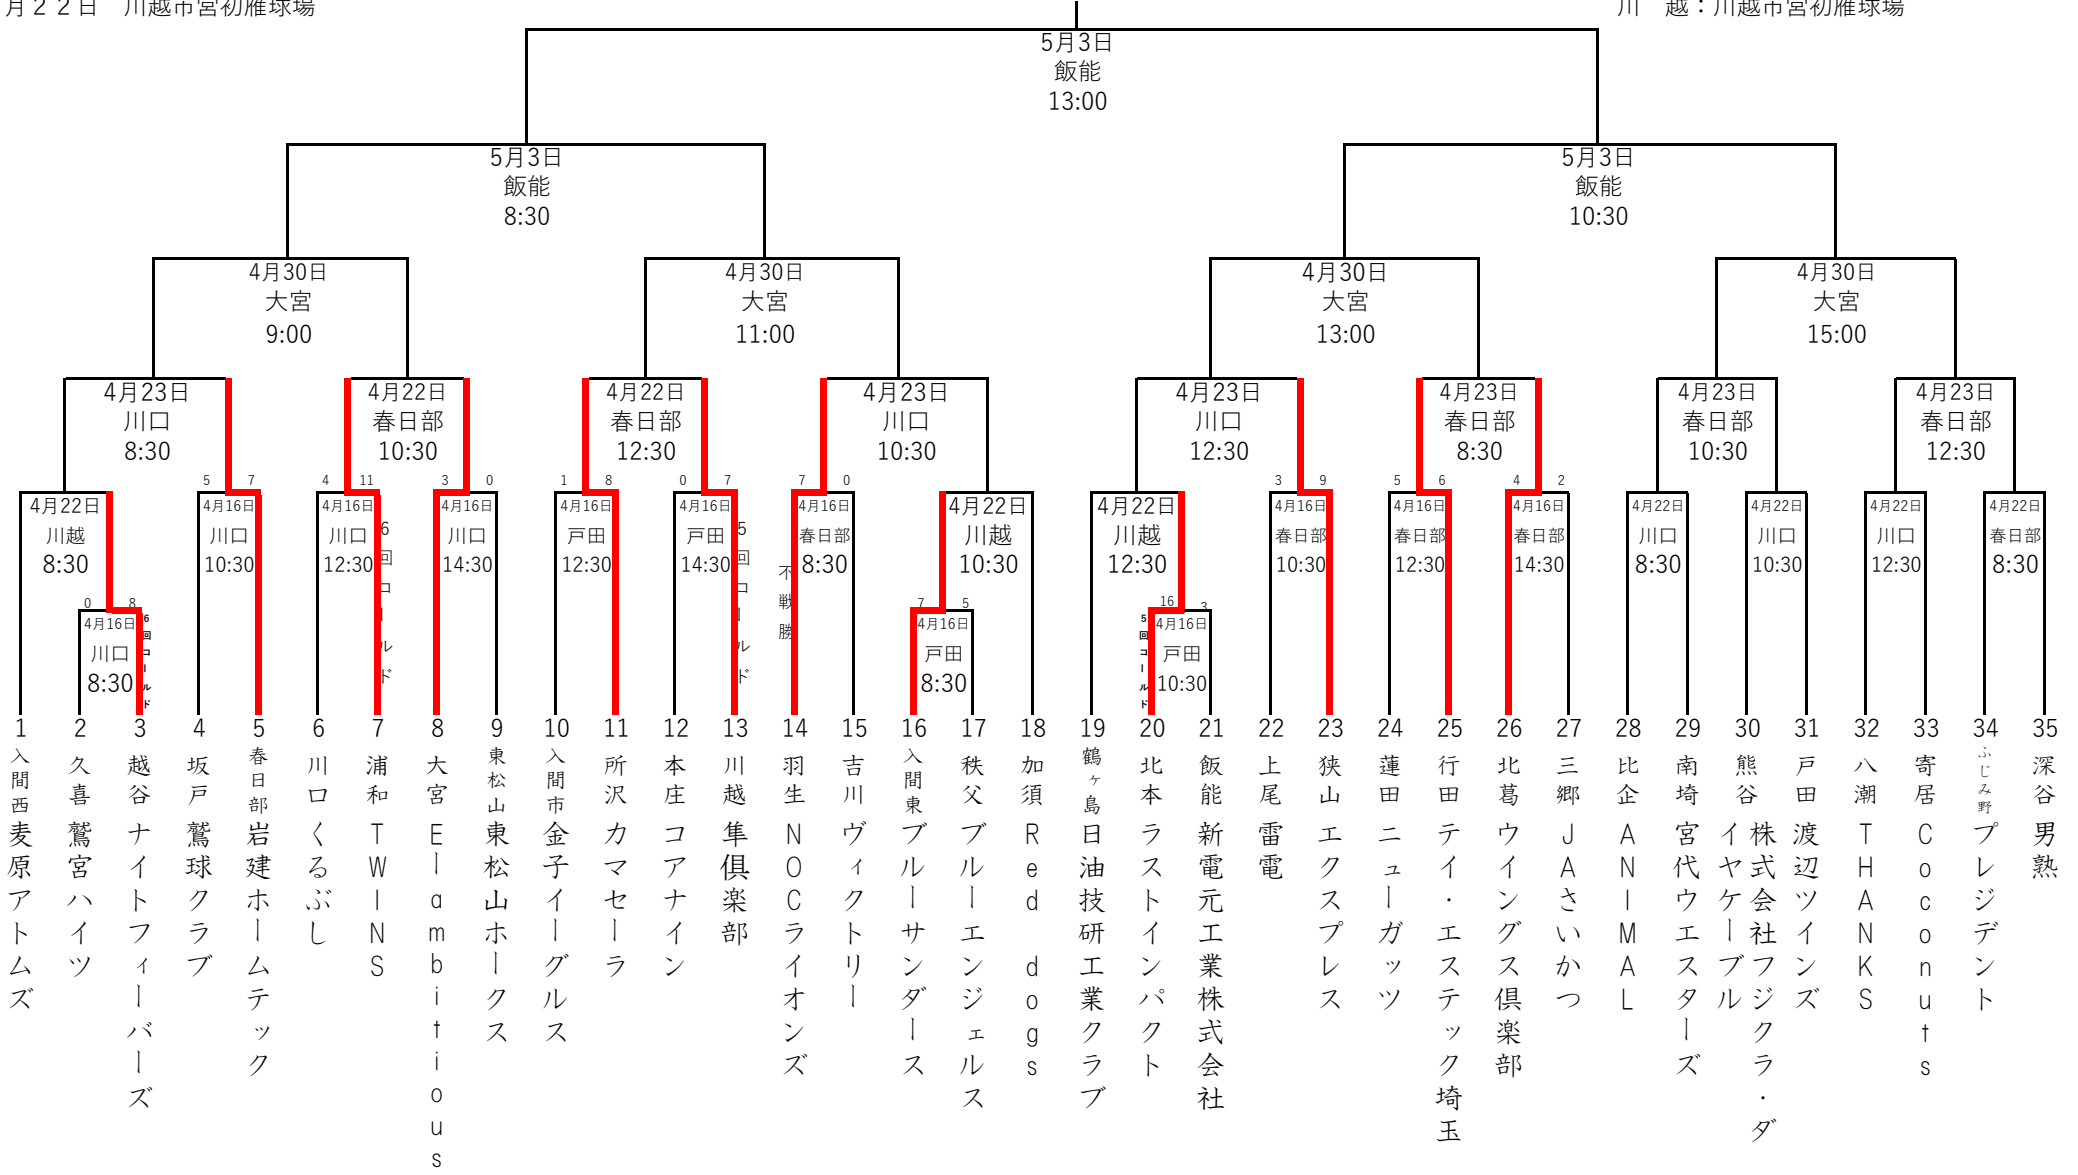 月２２日　川越市営初雁球場
川　越：川越市営初雁球場
5月3日
飯能
13:00
5月3日
飯能
8:30
5月3日
飯能
10:30
4月30日
大宮
9:00
4月30日
大宮
11:00
4月30日
大宮
13:00
4月30日
大宮
15:00
4月23日
川口
8:30
4月22日
春日部
10:30
4月22日
春日部
12:30
4月23日
川口
10:30
4月23日
川口
12:30
4月23日
春日部
8:30
4月23日
春日部
10:30
4月23日
春日部
12:30
4月22日
川越
8:30
5 7
4月16日
川口
10:30
4 11
4月16日
川口
12:30
6回コールド
3 0
4月16日
川口
14:30
1 8
4月16日
戸田
12:30
0 7
4月16日
戸田
14:30
5回コールド
7 0
4月16日
春日部
8:30
不戦勝
4月22日
川越
10:30
4月22日
川越
12:30
3 9
4月16日
春日部
10:30
5 6
4月16日
春日部
12:30
4 2
4月16日
春日部
14:30
4月22日
川口
8:30
4月22日
川口
10:30
4月22日
川口
12:30
4月22日
春日部
8:30
0 8
4月16日
川口
8:30
6回コールド
7 5
4月16日
戸田
8:30
16 3
4月16日
戸田
10:30
5回コールド
1 入間西 麦原アトムズ
2 久喜 鷲宮ハイツ
3 越谷 ナイトフィーバーズ
4 坂戸 鷲球クラブ
5 春日部 岩建ホームテック
6 川口 くるぶし
7 浦和 TWINS
8 大宮 Elambitious
9 東松山 東松山ホークス
10 入間市 金子イーグルス
11 所沢 カマセーラ
12 本庄 コアナイン
13 川越 隼倶楽部
14 羽生 NOCライオンズ
15 吉川 ヴィクトリー
16 入間東 ブルーサンダース
17 秩父 ブルーエンジェルス
18 加須 Red dogs
19 鶴ヶ島 日油技研工業クラブ
20 北本 ラストインパクト
21 飯能 新電元工業株式会社
22 上尾 雷電
23 狭山 エクスプレス
24 蓮田 ニューガッツ
25 行田 テイ・エステック埼玉
26 北葛 ウイングス倶楽部
27 三郷 JAさいかつ
28 比企 ANIMAL
29 南埼 宮代ウエスターズ
30 熊谷 株式会社フジクラ・ダイヤケーブル
31 戸田 渡辺ツインズ
32 八潮 THANKS
33 寄居 Coconuts
34 ふじみ野 プレジデント
35 深谷 男熟